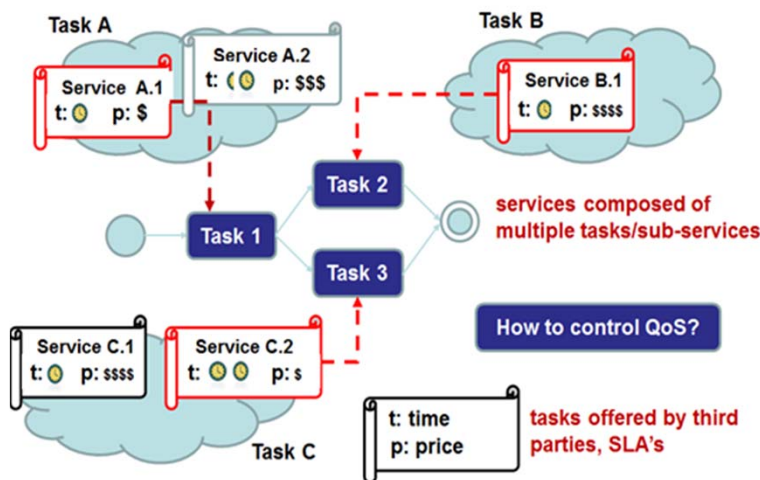 Task A
Service A.2
t: p: $$$
Service A.1
t: p: $
Task B
Service B.1
t: p: $$$$
Task 2
Task 1
Task 3
services composed of
multiple tasks/sub-services
How to control QoS?
Service C.1
t: p: $$$$
Service C.2
t: p: $
Task C
t: time
p: price
tasks offered by third
parties, SLA's